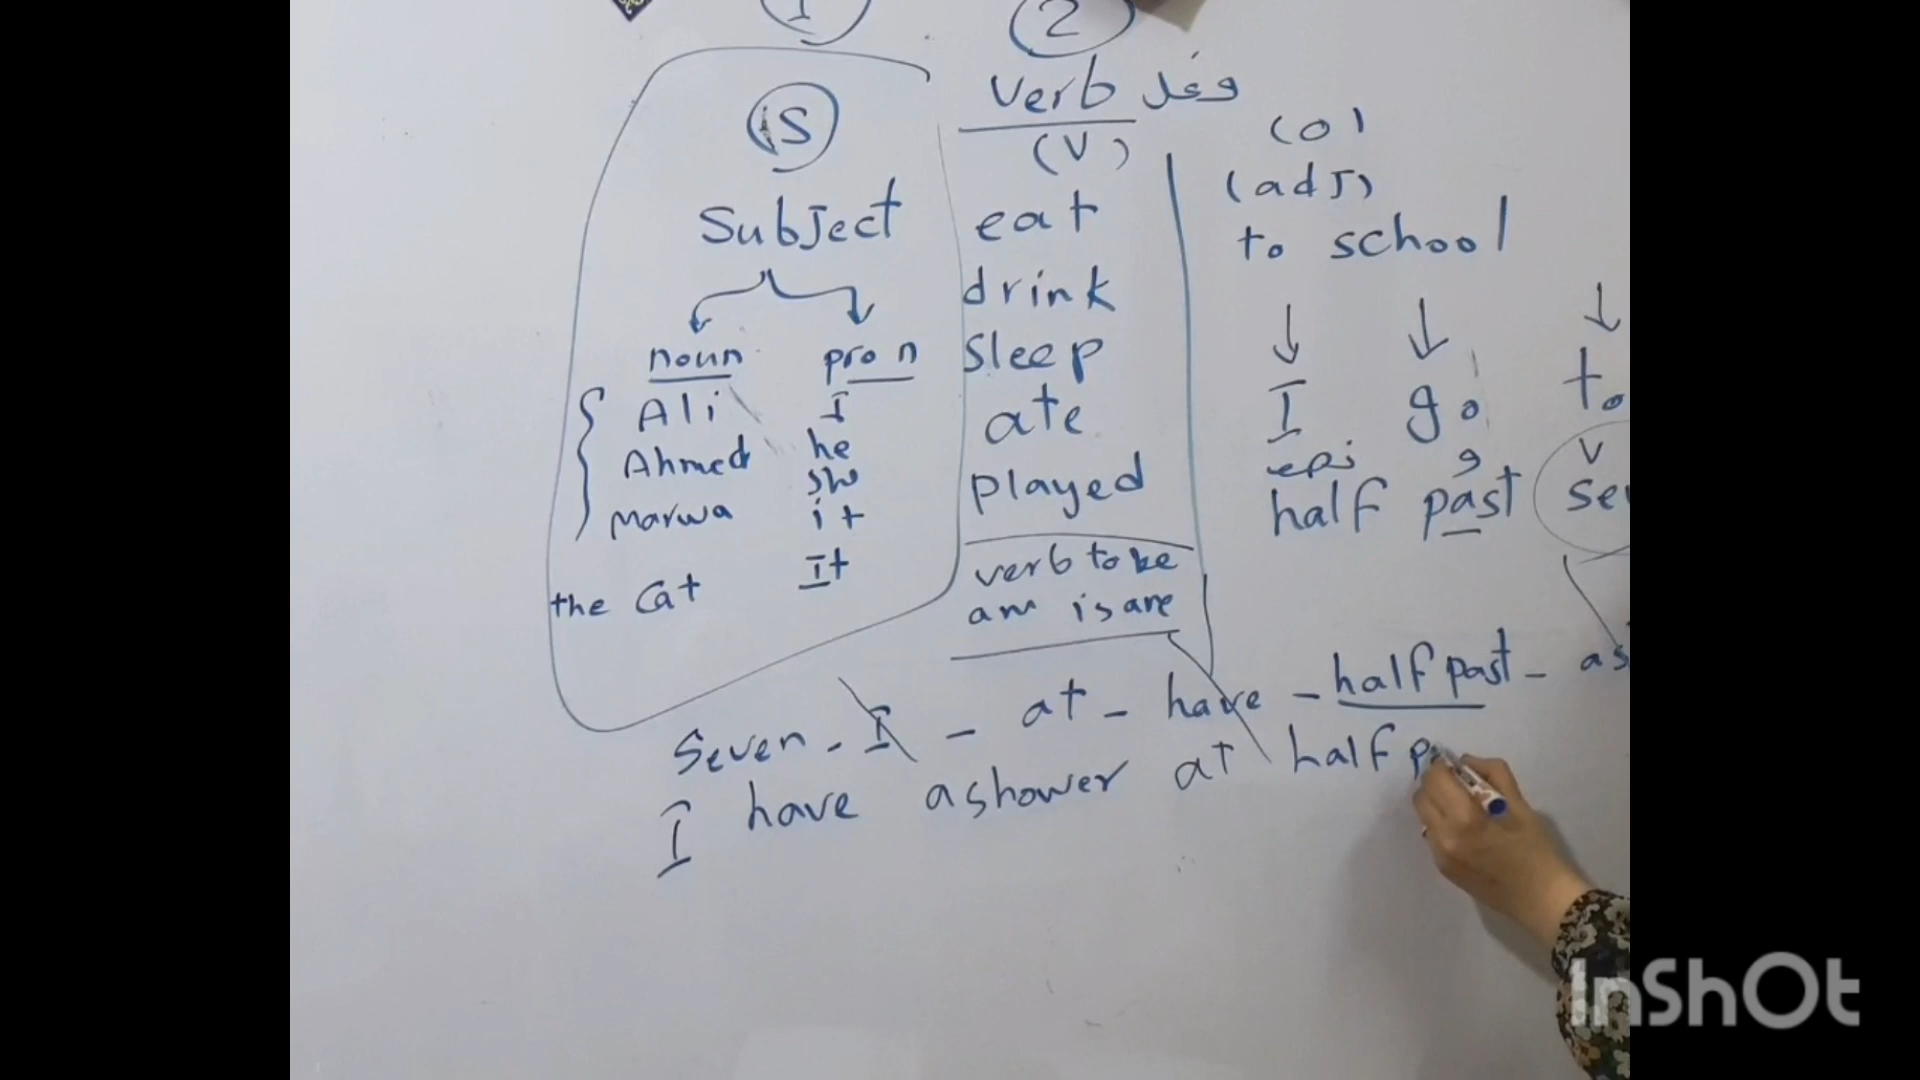 1 2
verb فعل
S (V) (O)
Subject eat (adJ)
drink to school
noun pron sleep
Ali I ate I go to
Ahmed he
she played half past
Marwa it
the Cat It verb to be
am is are
Seven - I - at - have - half past - as
I have a shower at half p
InShOt